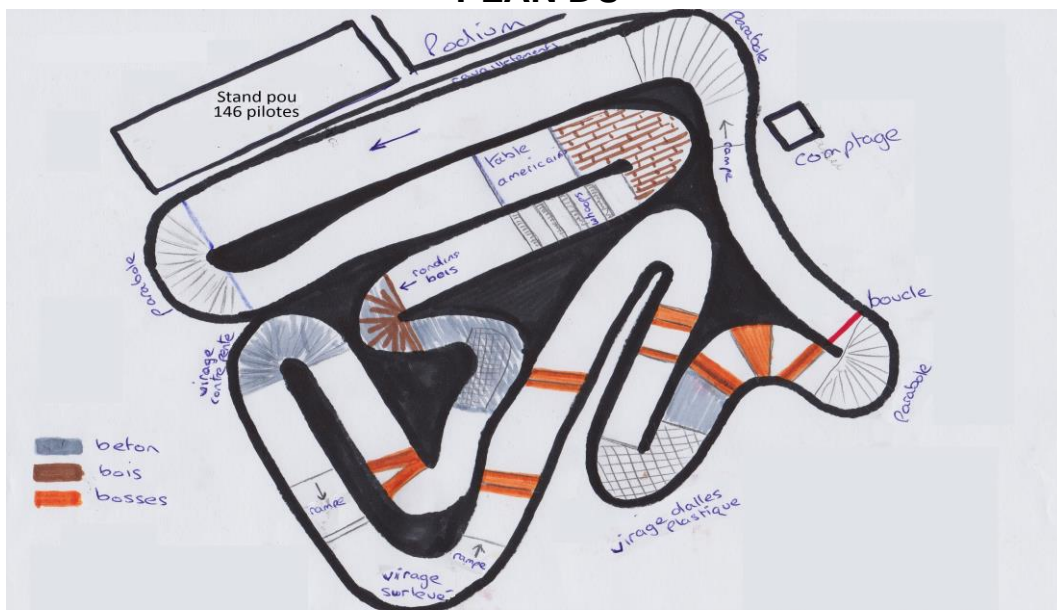 PLAN DU
Podium
Parabole
Stand pou
146 pilotes
comptage
rampe
table
americain
rondins
bois
Parabole
boucle
virage
contre pente
Parabole
beton
bois
bosses
rampe
rampe
virage
surlevé
virage dalles
plastique